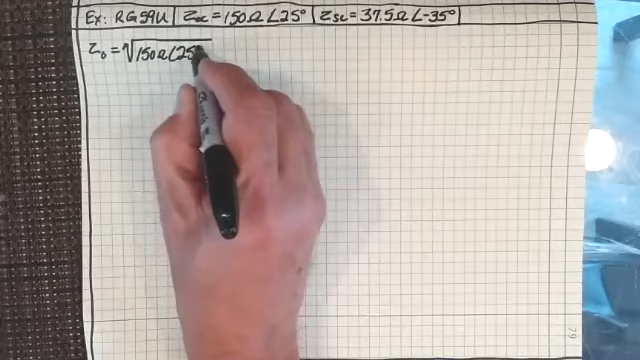 Ex: RG59U | Zoc = 150Ω ∠25° | Zsc = 37.5Ω ∠-35°
Z₀ = √150Ω∠25°
79